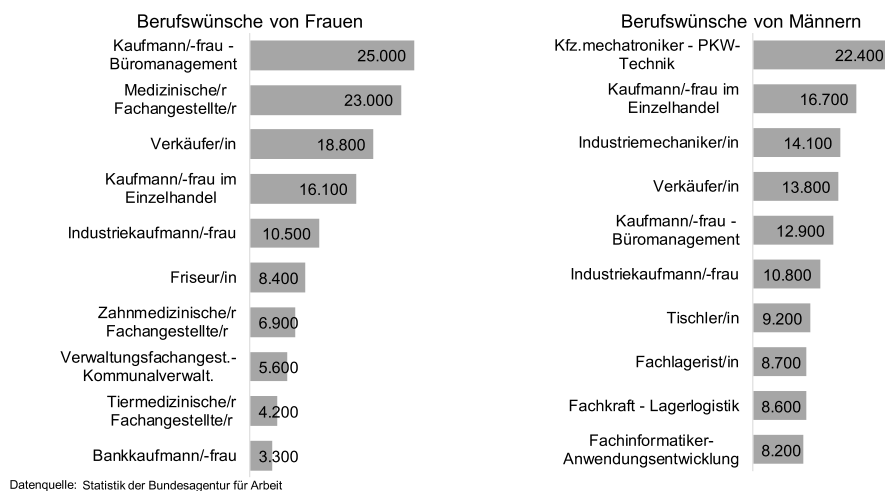 Berufswünsche von Frauen
Kaufmann/-frau -
Büromanagement
25.000
Medizinische/r
Fachangestellte/r
23.000
Verkäufer/in
18.800
Kaufmann/-frau im
Einzelhandel
16.100
Industriekaufmann/-frau
10.500
Friseur/in
8.400
Zahnmedizinische/r
Fachangestellte/r
6.900
Verwaltungsfachangest.-
Kommunalverwalt.
5.600
Tiermedizinische/r
Fachangestellte/r
4.200
Bankkaufmann/-frau
3.300
Berufswünsche von Männern
Kfz.mechatroniker - PKW-
Technik
22.400
Kaufmann/-frau im
Einzelhandel
16.700
Industriemechaniker/in
14.100
Verkäufer/in
13.800
Kaufmann/-frau -
Büromanagement
12.900
Industriekaufmann/-frau
10.800
Tischler/in
9.200
Fachlagerist/in
8.700
Fachkraft - Lagerlogistik
8.600
Fachinformatiker-
Anwendungsentwicklung
8.200
Datenquelle: Statistik der Bundesagentur für Arbeit